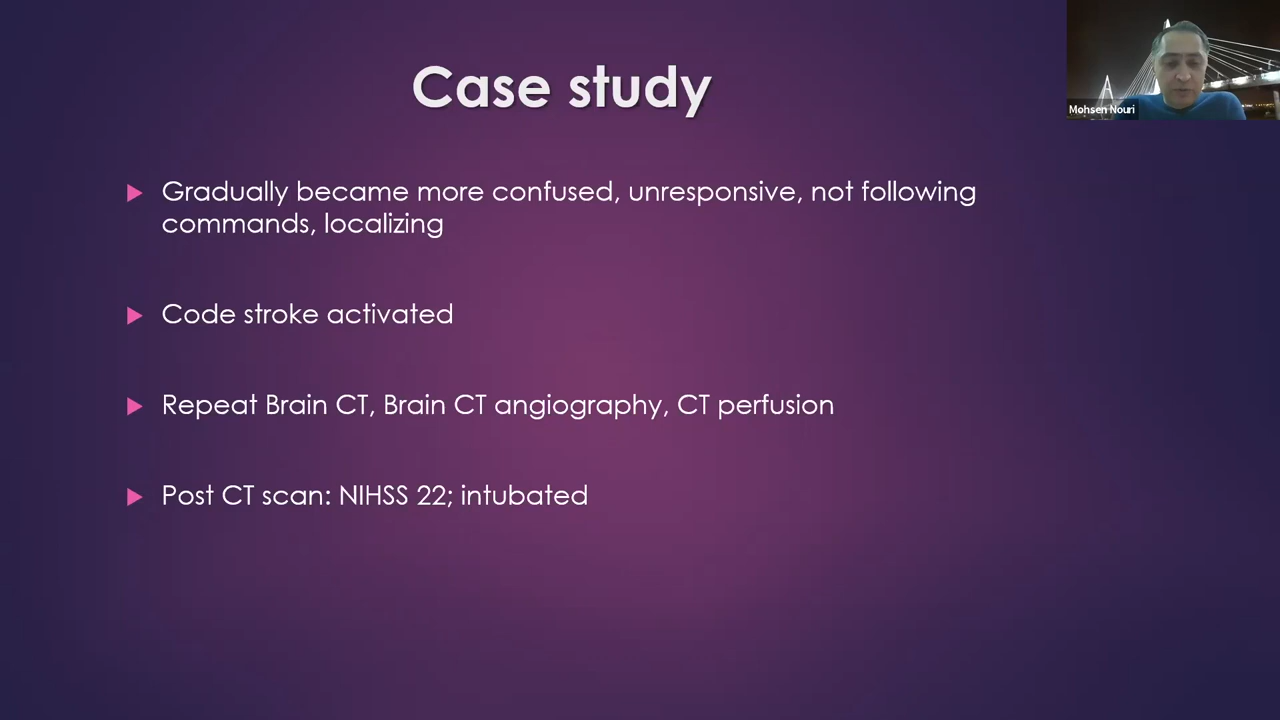 Case study
Mohsen Nouri
Gradually became more confused, unresponsive, not following
commands, localizing
Code stroke activated
Repeat Brain CT, Brain CT angiography, CT perfusion
Post CT scan: NIHSS 22; intubated